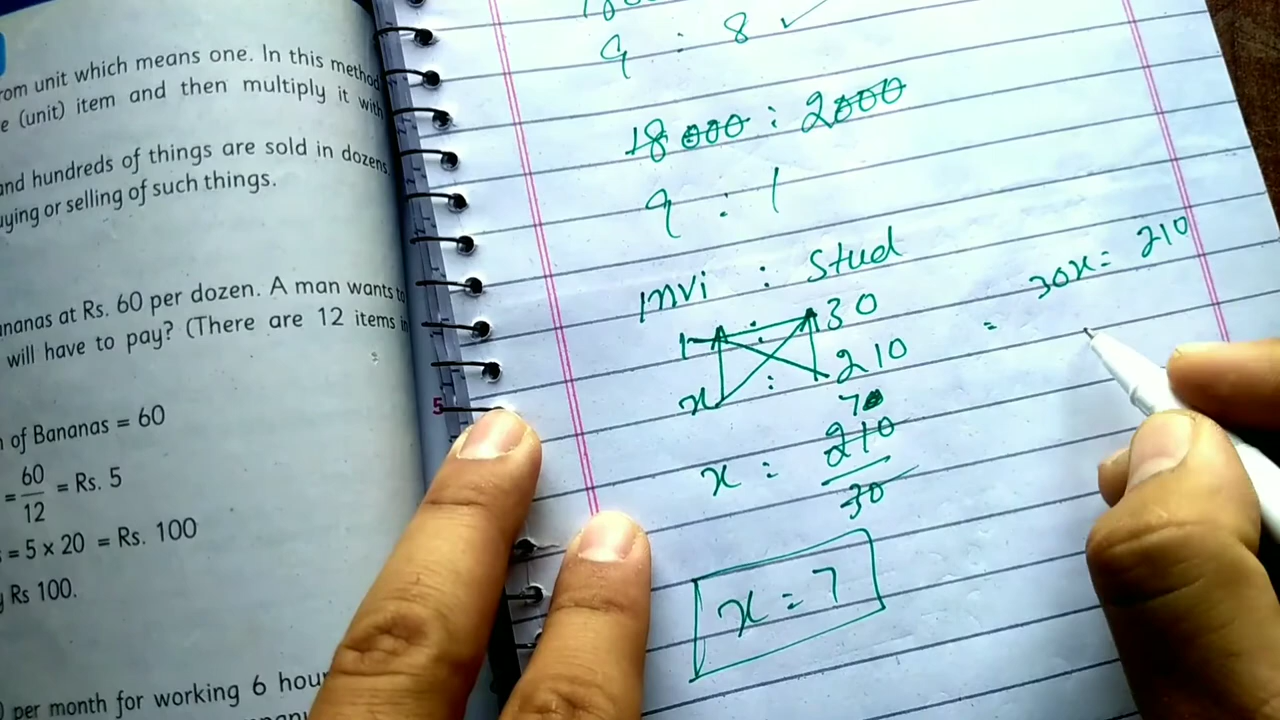 rom unit which means one. In this method
e (unit) item and then multiply it with
and hundreds of things are sold in dozens
uying or selling of such things.
ananas at Rs. 60 per dozen. A man wants
will have to pay? (There are 12 items
of Bananas = 60
= 60/12 = Rs. 5
= 5 × 20 = Rs. 100
Rs 100.
per month for working 6 hou
9 : 8 ✓
18000 : 2000
9 : 1
invi : Stud
1 : 30
x : 210
7
x = 210/30
x = 7
= 30x = 210
5